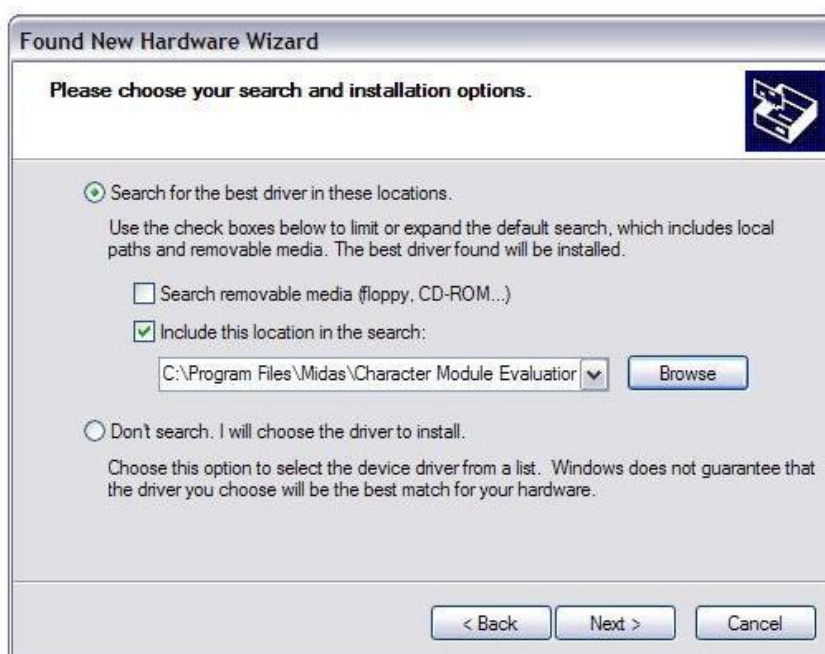 Found New Hardware Wizard
Please choose your search and installation options.
Search for the best driver in these locations.
Use the check boxes below to limit or expand the default search, which includes local
paths and removable media. The best driver found will be installed.
Search removable media (floppy, CD-ROM...)
Include this location in the search:
C:\Program Files\Midas\Character Module Evaluation
Browse
Don't search. I will choose the driver to install.
Choose this option to select the device driver from a list. Windows does not guarantee that
the driver you choose will be the best match for your hardware.
< Back
Next >
Cancel